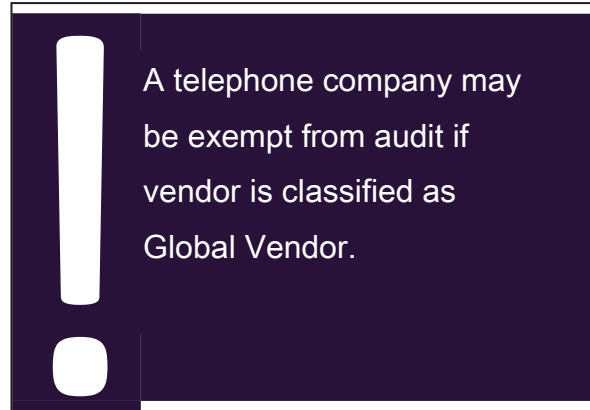 !
A telephone company may
be exempt from audit if
vendor is classified as
Global Vendor.